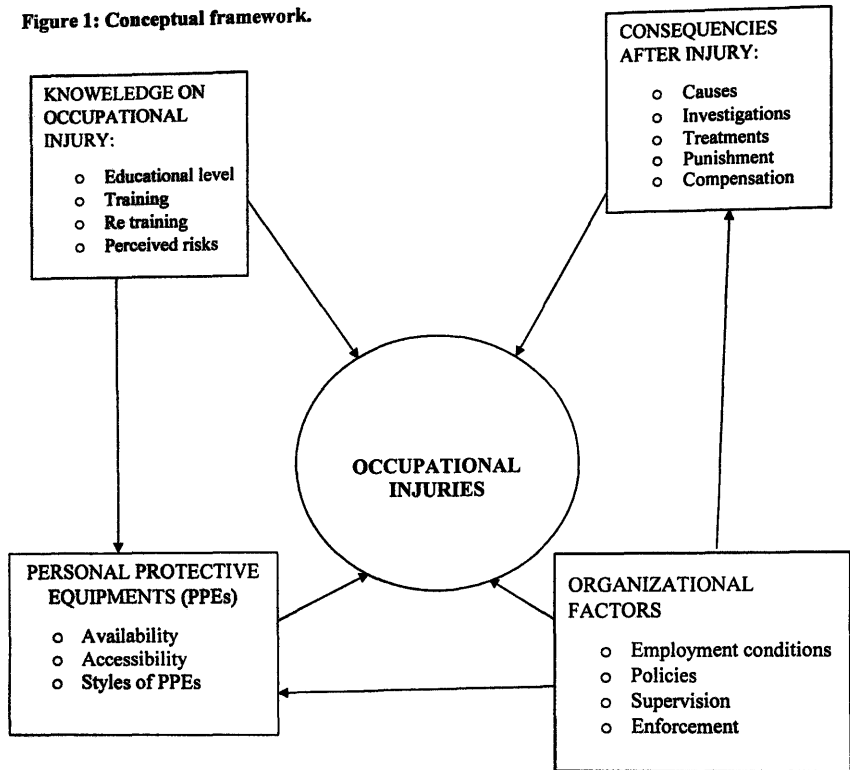 Figure 1: Conceptual framework.
CONSEQUENCIES
AFTER INJURY:
o Causes
o Investigations
o Treatments
o Punishment
o Compensation
KNOWELEDGE ON
OCCUPATIONAL
INJURY:
o Educational level
o Training
o Re training
o Perceived risks
OCCUPATIONAL
INJURIES
PERSONAL PROTECTIVE
EQUIPMENTS (PPEs)
o Availability
o Accessibility
o Styles of PPEs
ORGANIZATIONAL
FACTORS
o Employment conditions
o Policies
o Supervision
o Enforcement